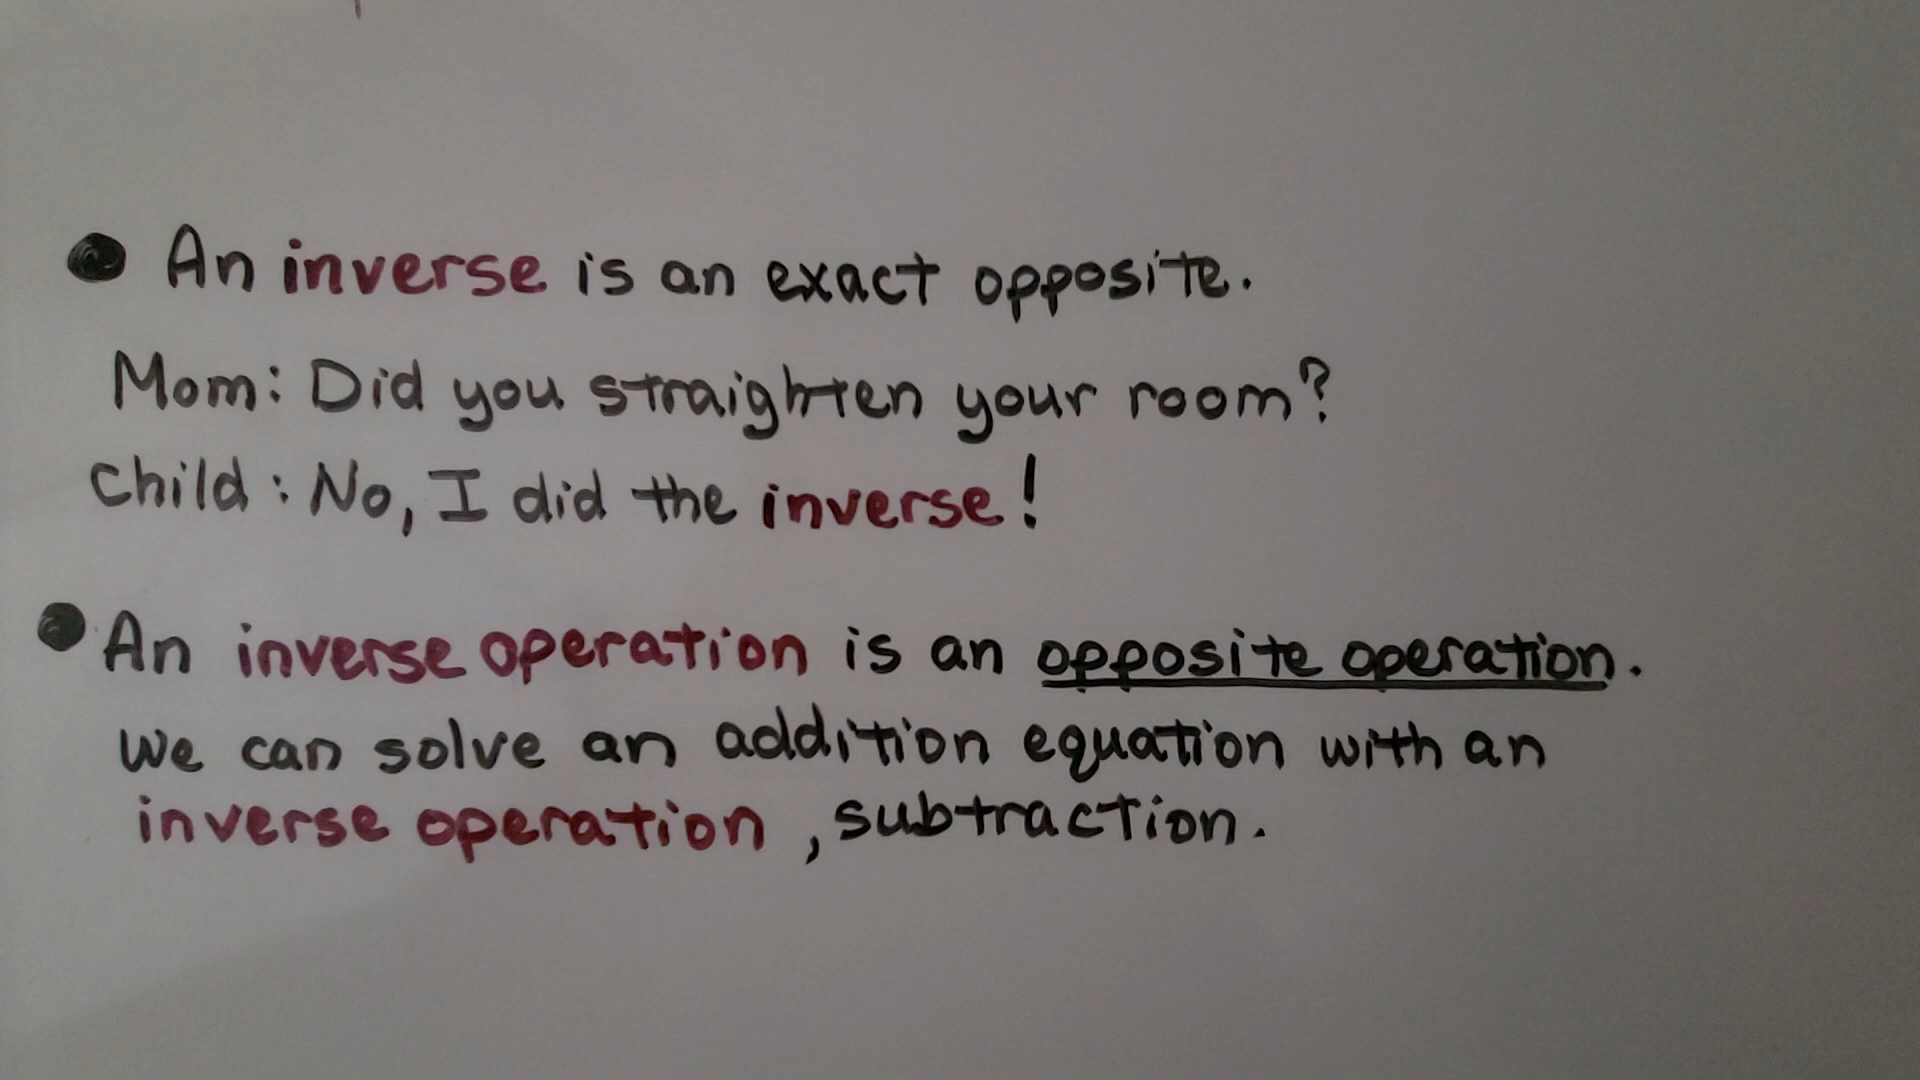 ● An inverse is an exact opposite.
Mom: Did you straighten your room?
Child: No, I did the inverse!
● An inverse operation is an opposite operation.
We can solve an addition equation with an
inverse operation, subtraction.